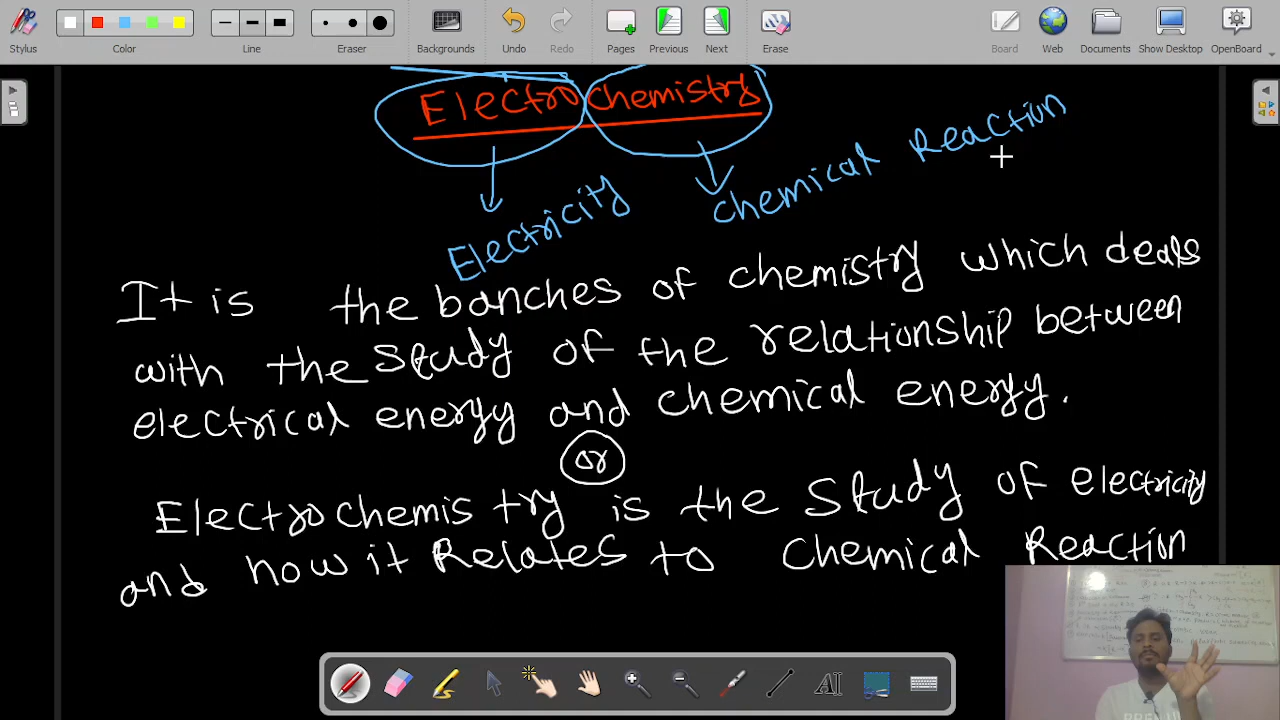 Stylus
Color
Line
Eraser
Backgrounds
Undo
Redo
Pages
Previous
Next
Erase
Board
Web
Documents
Show Desktop
OpenBoard
Electrochemistry
Electricity
Chemical Reaction
It is the banches of chemistry which deals
with the study of the relationship between
electrical energy and chemical energy.
or
Electrochemistry is the study of electricity
and how it Relates to Chemical Reaction